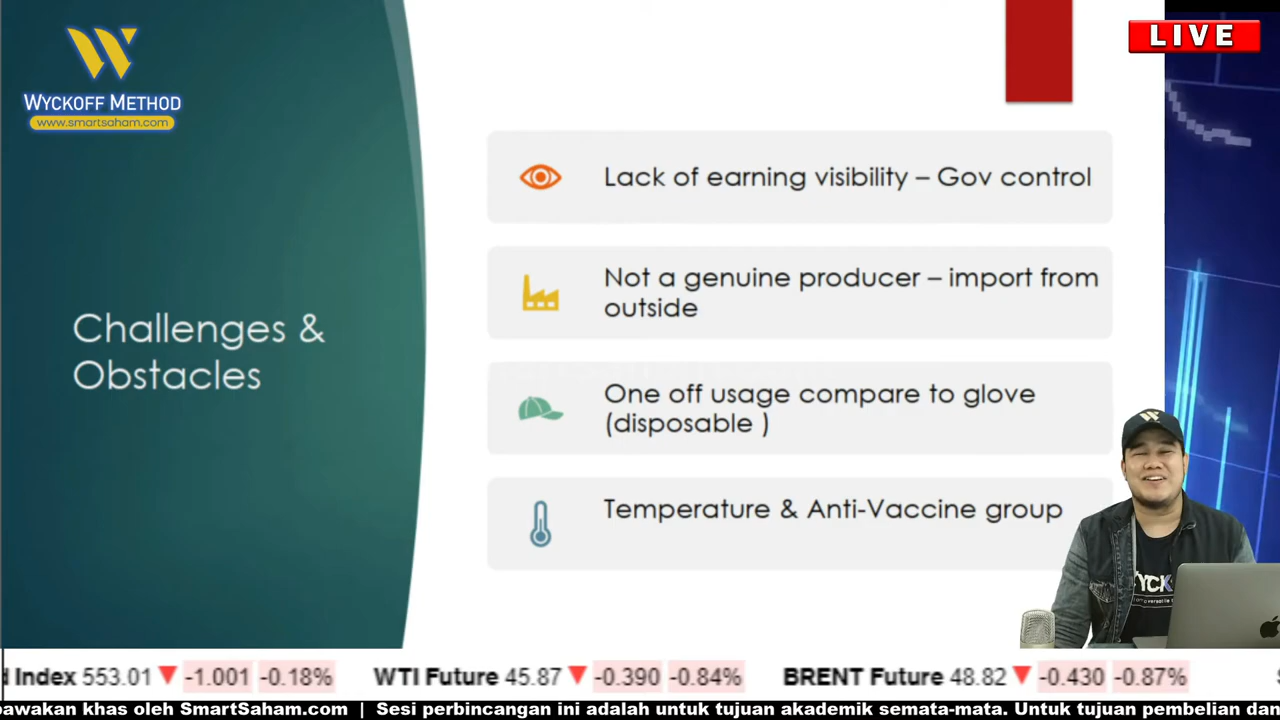 LIVE
WYCKOFF METHOD
www.smartsaham.com
Challenges &
Obstacles
Lack of earning visibility – Gov control
Not a genuine producer – import from
outside
One off usage compare to glove
(disposable )
Temperature & Anti-Vaccine group
Index 553.01 -1.001 -0.18% WTI Future 45.87 -0.390 -0.84% BRENT Future 48.82 -0.430 -0.87%
oleh SmartSaham.com | Sesi perbincangan ini adalah untuk tujuan akademik semata-mata. Untuk tujuan pembelian dan